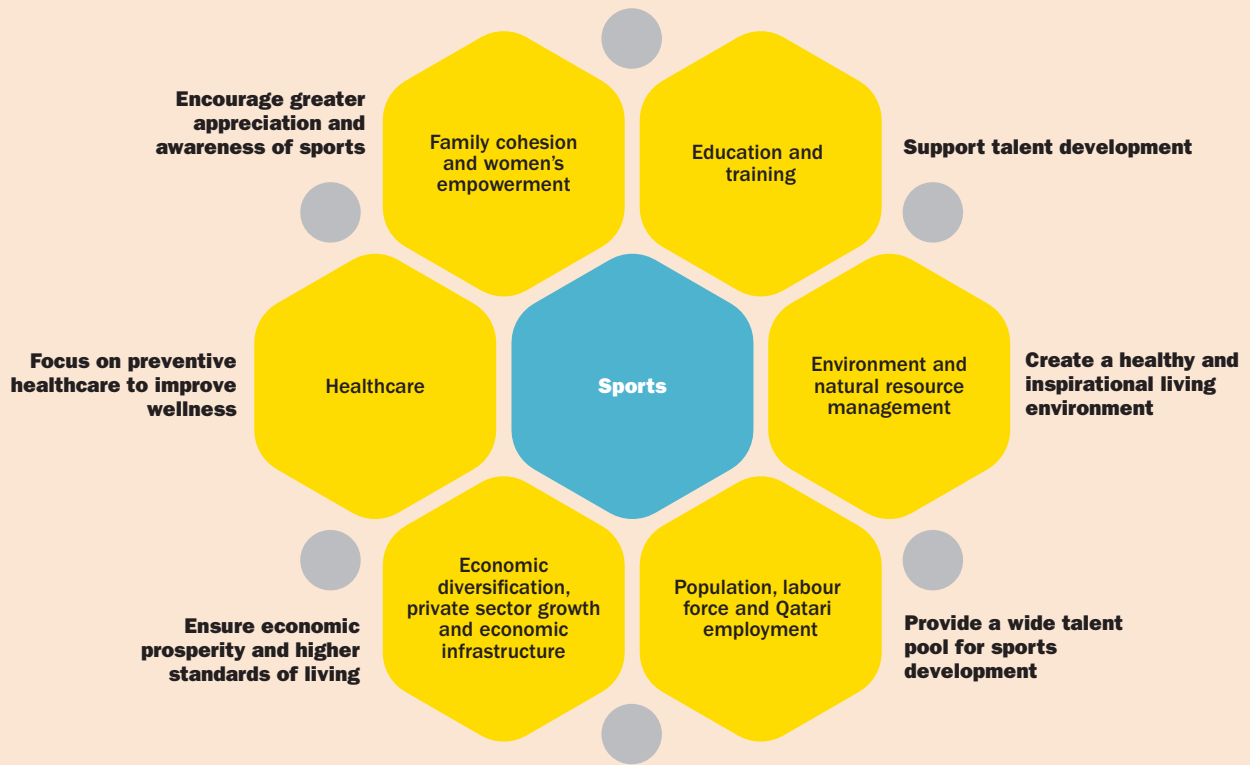 Encourage greater
appreciation and
awareness of sports
Family cohesion
and women's
empowerment
Education and
training
Support talent development
Focus on preventive
healthcare to improve
wellness
Healthcare
Sports
Environment and
natural resource
management
Create a healthy and
inspirational living
environment
Ensure economic
prosperity and higher
standards of living
Economic
diversification,
private sector growth
and economic
infrastructure
Population, labour
force and Qatari
employment
Provide a wide talent
pool for sports
development